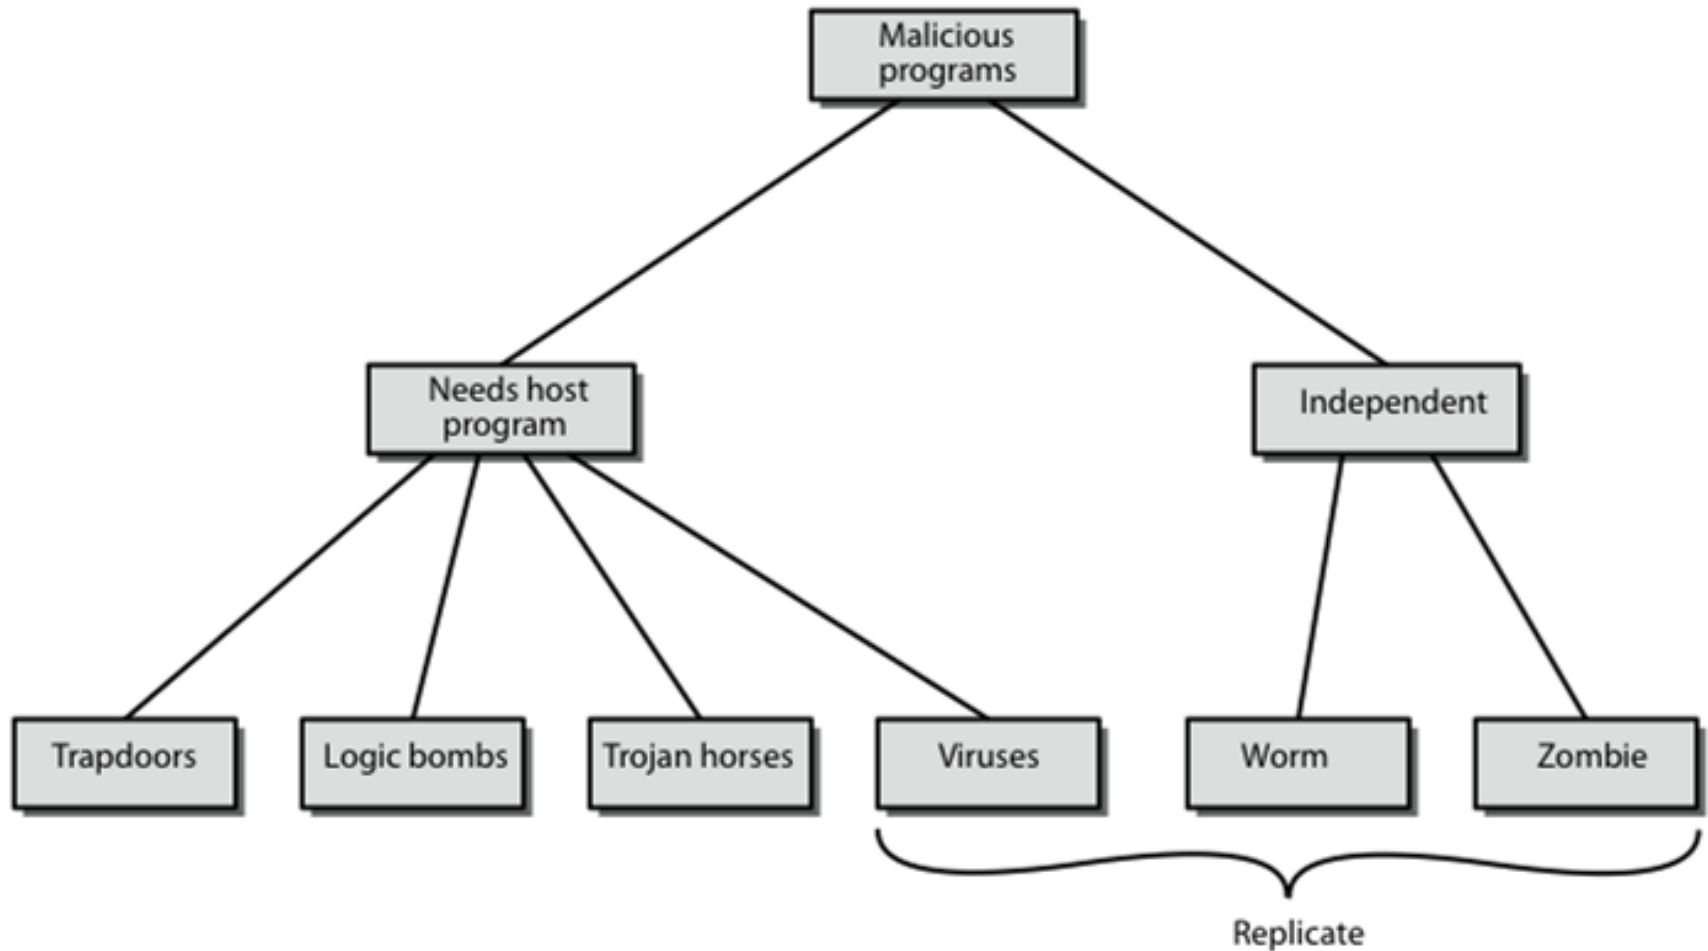 Malicious
programs
Needs host
program
Independent
Trapdoors
Logic bombs
Trojan horses
Viruses
Worm
Zombie
Replicate